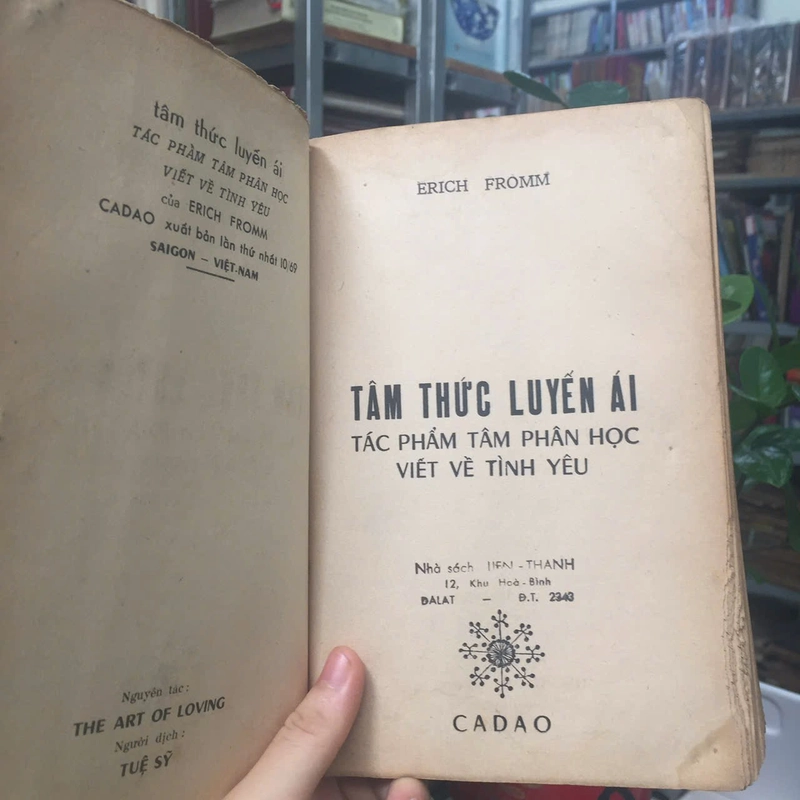 tâm thức luyến ái
TÁC PHẨM TÂM PHÂN HỌC
VIẾT VỀ TÌNH YÊU
của ERICH FROMM
CADAO xuất bản lần thứ nhất 10/69
SAIGON – VIỆT-NAM
Nguyên tác:
THE ART OF LOVING
Người dịch:
TUỆ SỸ
ERICH FROMM
TÂM THỨC LUYẾN ÁI
TÁC PHẨM TÂM PHÂN HỌC
VIẾT VỀ TÌNH YÊU
Nhà sách - THANH
12, Khu Hoà-Bình
ĐALAT — Đ.T. 2343
CADAO